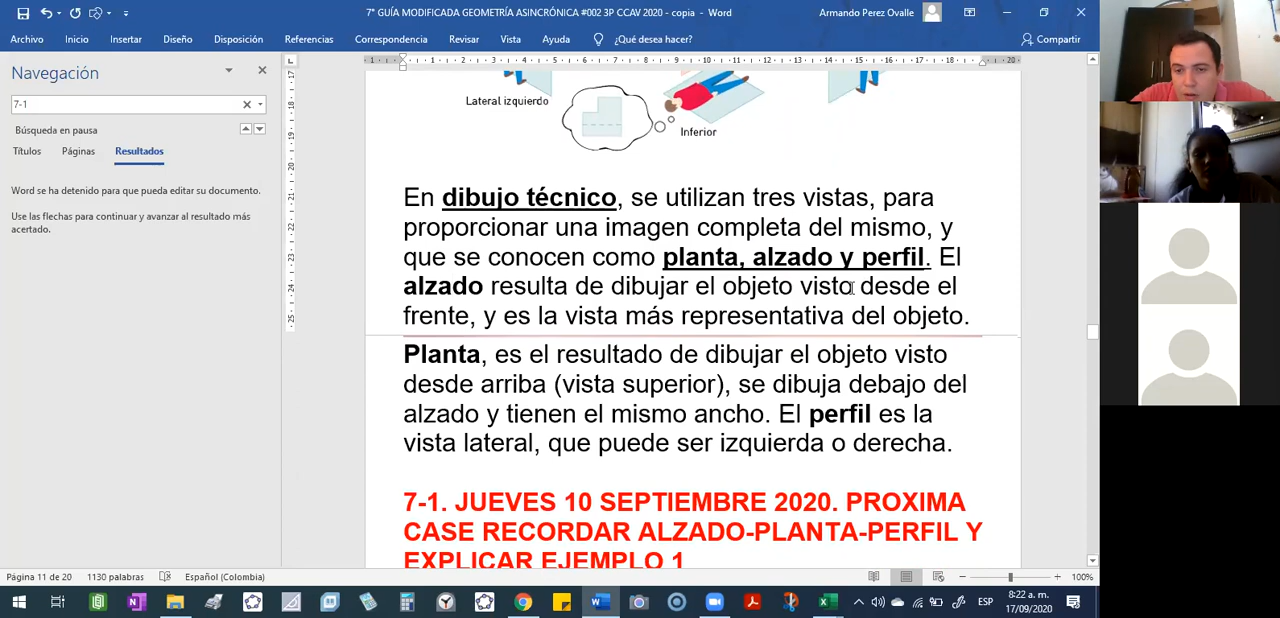 7° GUÍA MODIFICADA GEOMETRÍA ASINCRÓNICA #002 3P CCAV 2020 - copia - Word
Armando Perez Ovalle
Archivo Inicio Insertar Diseño Disposición Referencias Correspondencia Revisar Vista Ayuda ¿Qué desea hacer? Compartir
Navegación
7-1
Búsqueda en pausa
Títulos Páginas Resultados
Word se ha detenido para que pueda editar su documento.
Use las flechas para continuar y avanzar al resultado más
acertado.
Lateral izquierdo
Inferior
En dibujo técnico, se utilizan tres vistas, para
proporcionar una imagen completa del mismo, y
que se conocen como planta, alzado y perfil. El
alzado resulta de dibujar el objeto visto desde el
frente, y es la vista más representativa del objeto.
Planta, es el resultado de dibujar el objeto visto
desde arriba (vista superior), se dibuja debajo del
alzado y tienen el mismo ancho. El perfil es la
vista lateral, que puede ser izquierda o derecha.
7-1. JUEVES 10 SEPTIEMBRE 2020. PROXIMA
CASE RECORDAR ALZADO-PLANTA-PERFIL Y
EXPLICAR EJEMPLO 1
Página 11 de 20 1130 palabras Español (Colombia) 100%
ESP
8:22 a. m.
17/09/2020